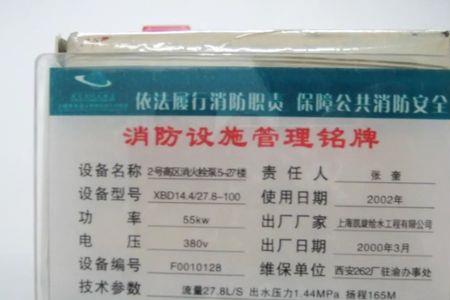 依法履行消防职责 保障公共消防安全
消防设施管理铭牌
设备名称 2号高区消火栓泵5-27楼 责任人 张奎
设备型号 XBD14.4/27.8-100 使用日期 2002年
功率 55kw 出厂厂家 上海凯旋给水工程有限公司
电压 380v 出厂日期 2000年3月
设备编号 F0010128 维保单位 西安262厂驻渝办事处
技术参数 流量27.8L/S 出水压力1.44MPa 扬程165M